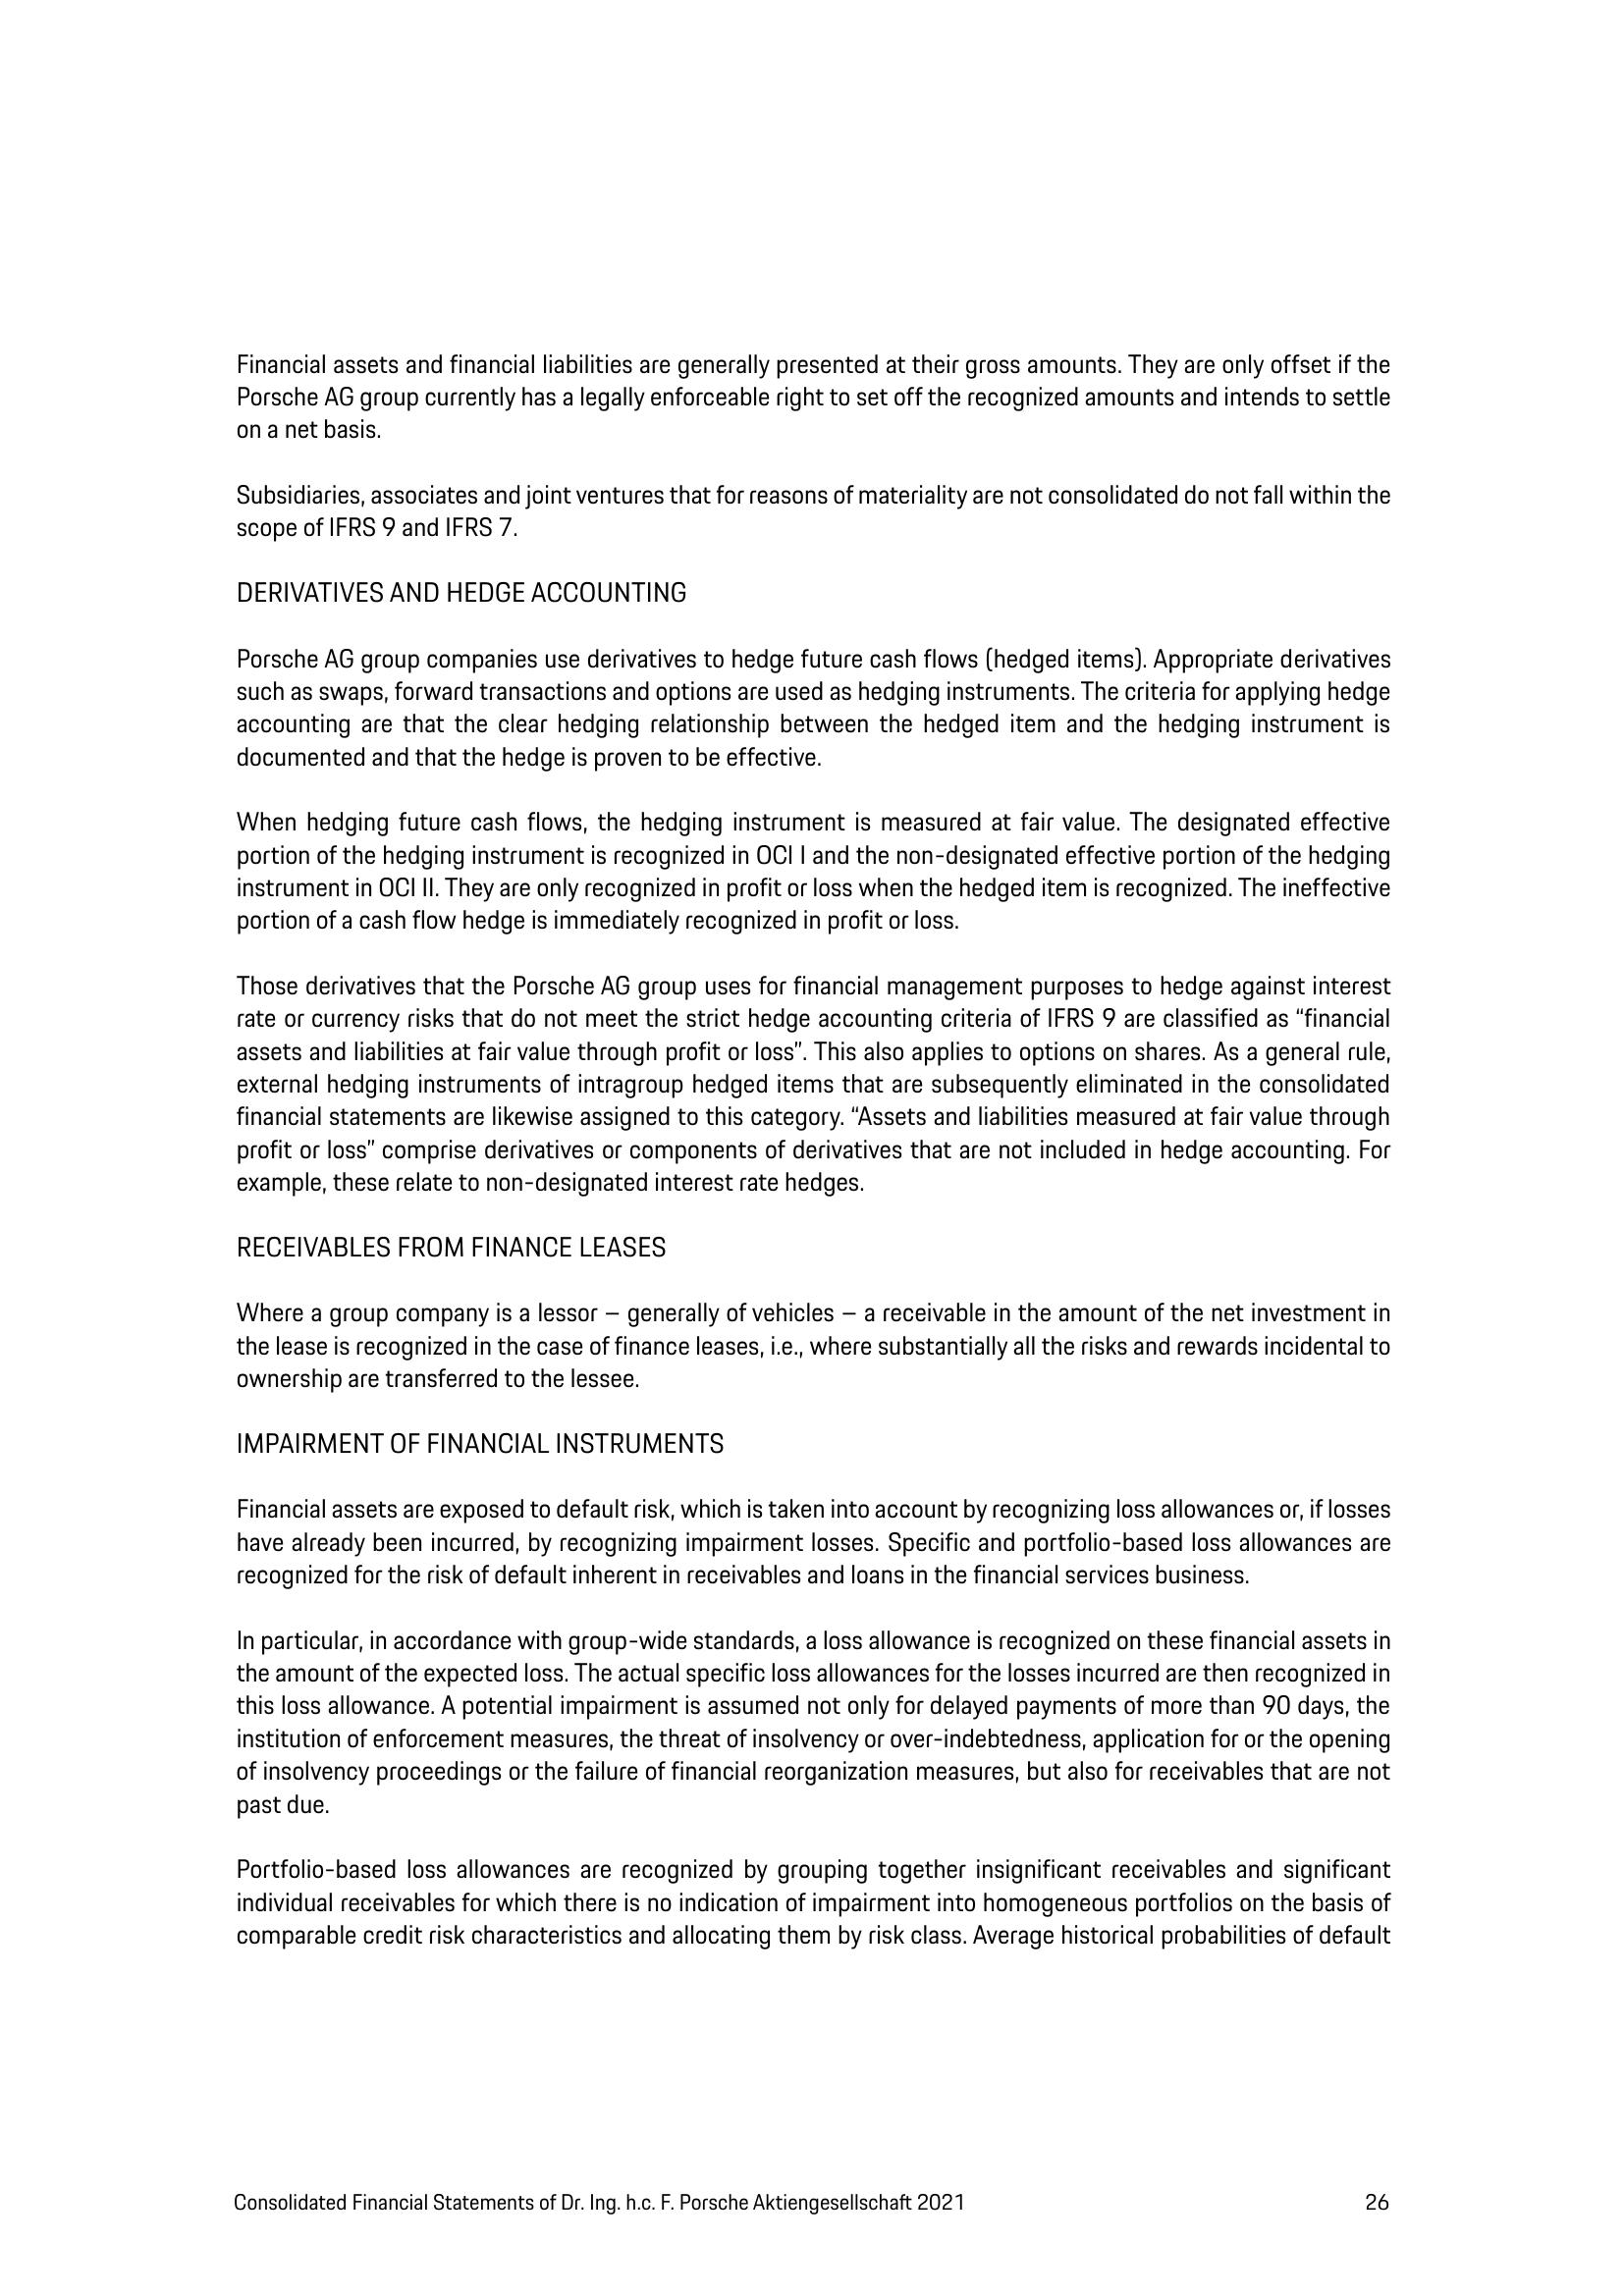 Financial assets and financial liabilities are generally presented at their gross amounts. They are only offset if the
Porsche AG group currently has a legally enforceable right to set off the recognized amounts and intends to settle
on a net basis.
Subsidiaries, associates and joint ventures that for reasons of materiality are not consolidated do not fall within the
scope of IFRS 9 and IFRS 7.
DERIVATIVES AND HEDGE ACCOUNTING
Porsche AG group companies use derivatives to hedge future cash flows (hedged items). Appropriate derivatives
such as swaps, forward transactions and options are used as hedging instruments. The criteria for applying hedge
accounting are that the clear hedging relationship between the hedged item and the hedging instrument is
documented and that the hedge is proven to be effective.
When hedging future cash flows, the hedging instrument is measured at fair value. The designated effective
portion of the hedging instrument is recognized in OCI I and the non-designated effective portion of the hedging
instrument in OCI II. They are only recognized in profit or loss when the hedged item is recognized. The ineffective
portion of a cash flow hedge is immediately recognized in profit or loss.
Those derivatives that the Porsche AG group uses for financial management purposes to hedge against interest
rate or currency risks that do not meet the strict hedge accounting criteria of IFRS 9 are classified as “financial
assets and liabilities at fair value through profit or loss”. This also applies to options on shares. As a general rule,
external hedging instruments of intragroup hedged items that are subsequently eliminated in the consolidated
financial statements are likewise assigned to this category. “Assets and liabilities measured at fair value through
profit or loss” comprise derivatives or components of derivatives that are not included in hedge accounting. For
example, these relate to non-designated interest rate hedges.
RECEIVABLES FROM FINANCE LEASES
Where a group company is a lessor – generally of vehicles – a receivable in the amount of the net investment in
the lease is recognized in the case of finance leases, i.e., where substantially all the risks and rewards incidental to
ownership are transferred to the lessee.
IMPAIRMENT OF FINANCIAL INSTRUMENTS
Financial assets are exposed to default risk, which is taken into account by recognizing loss allowances or, if losses
have already been incurred, by recognizing impairment losses. Specific and portfolio-based loss allowances are
recognized for the risk of default inherent in receivables and loans in the financial services business.
In particular, in accordance with group-wide standards, a loss allowance is recognized on these financial assets in
the amount of the expected loss. The actual specific loss allowances for the losses incurred are then recognized in
this loss allowance. A potential impairment is assumed not only for delayed payments of more than 90 days, the
institution of enforcement measures, the threat of insolvency or over-indebtedness, application for or the opening
of insolvency proceedings or the failure of financial reorganization measures, but also for receivables that are not
past due.
Portfolio-based loss allowances are recognized by grouping together insignificant receivables and significant
individual receivables for which there is no indication of impairment into homogeneous portfolios on the basis of
comparable credit risk characteristics and allocating them by risk class. Average historical probabilities of default
Consolidated Financial Statements of Dr. Ing. h.c. F. Porsche Aktiengesellschaft 2021 26